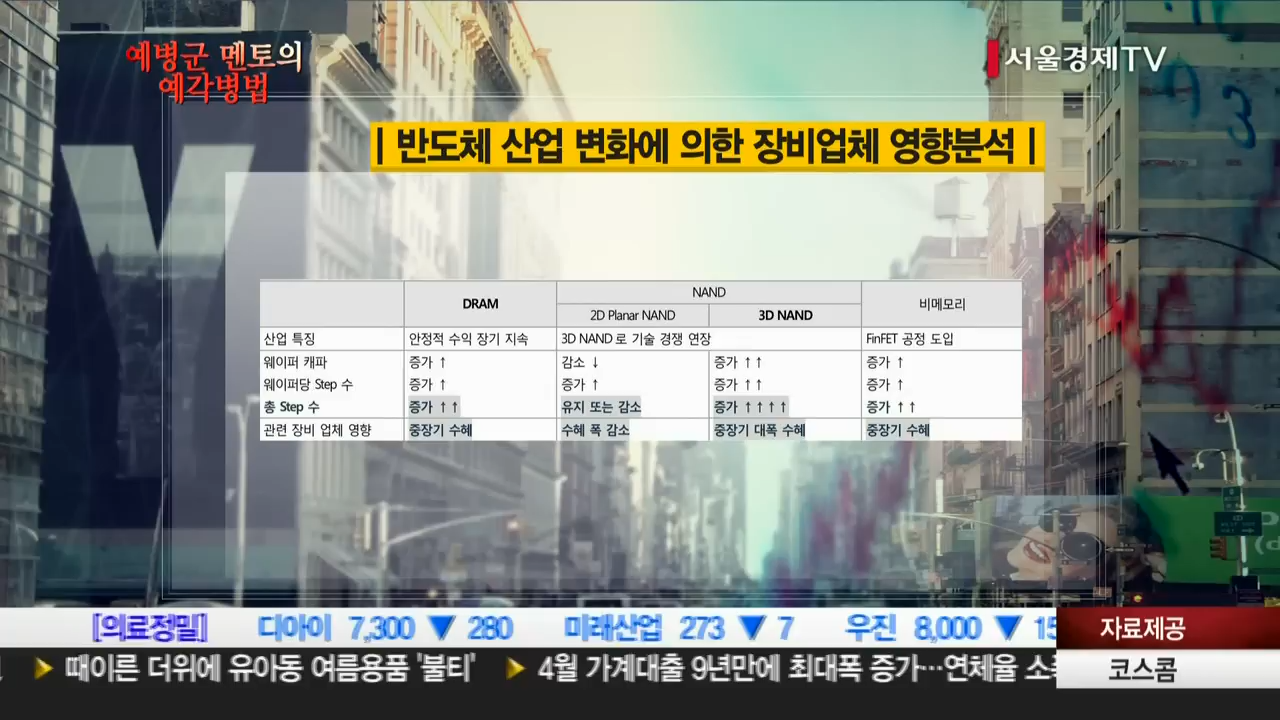 예병군 멘토의
예각병법
서울경제TV
| 반도체 산업 변화에 의한 장비업체 영향분석 |
DRAM NAND 비메모리
2D Planar NAND 3D NAND
산업 특징 안정적 수익 장기 지속 3D NAND로 기술 경쟁 연장 FinFET 공정 도입
웨이퍼 캐파 증가 ↑ 감소 ↓ 증가 ↑ ↑ 증가 ↑
웨이퍼당 Step 수 증가 ↑ 증가 ↑ 증가 ↑ ↑ 증가 ↑
총 Step 수 증가 ↑ ↑ 유지 또는 감소 증가 ↑ ↑ ↑ ↑ 증가 ↑ ↑
관련 장비 업체 영향 중장기 수혜 수혜 폭 감소 중장기 대폭 수혜 중장기 수혜
[의료정밀] 디아이 7,300 ▼ 280 미래산업 273 ▼ 7 우진 8,000 ▼ 15
자료제공
▶ 때이른 더위에 유아동 여름용품 '불티' ▶ 4월 가계대출 9년만에 최대폭 증가…연체율 소폭
코스콤